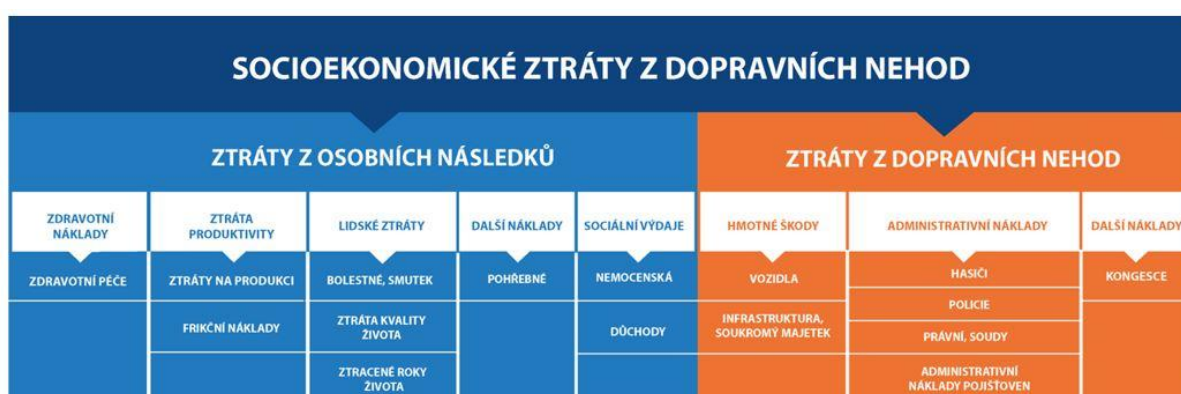 SOCIOEKONOMICKÉ ZTRÁTY Z DOPRAVNÍCH NEHOD
ZTRÁTY Z OSOBNÍCH NÁSLEDKŮ
ZTRÁTY Z DOPRAVNÍCH NEHOD
ZDRAVOTNÍ
NÁKLADY
ZTRÁTA
PRODUKTIVITY
LIDSKÉ ZTRÁTY
DALŠÍ NÁKLADY
SOCIÁLNÍ VÝDAJE
HMOTNÉ ŠKODY
ADMINISTRATIVNÍ NÁKLADY
DALŠÍ NÁKLADY
ZDRAVOTNÍ PÉČE
ZTRÁTY NA PRODUKCI
FRIKČNÍ NÁKLADY
BOLESTNÉ, SMUTEK
ZTRÁTA KVALITY
ŽIVOTA
ZTRACENÉ ROKY
ŽIVOTA
POHŘEBNÉ
NEMOCENSKÁ
DŮCHODY
VOZIDLA
INFRASTRUKTURA,
SOUKROMÝ MAJETEK
HASIČI
POLICIE
PRÁVNÍ, SOUDY
ADMINISTRATIVNÍ
NÁKLADY POJIŠŤOVEN
KONGESCE